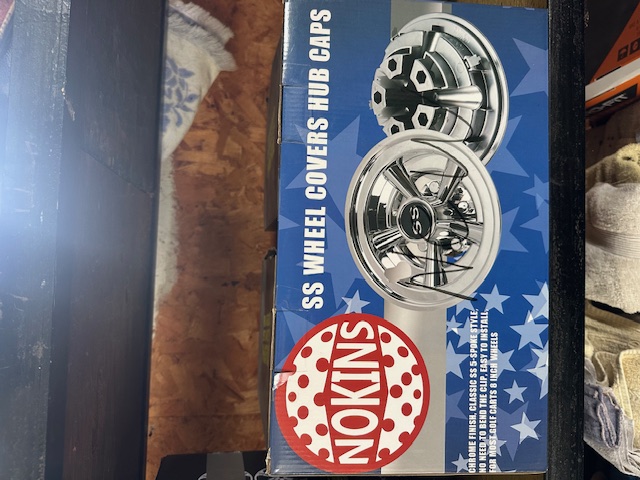 SS WHEEL COVERS HUB CAPS
SS
NOKINS
CHROME FINISH, CLASSIC SS 5-SPOKE STYLE
NO NEED TO BEND THE CLIP, EASY TO INSTALL
FOR MOST GOLF CARTS 8 INCH WHEELS